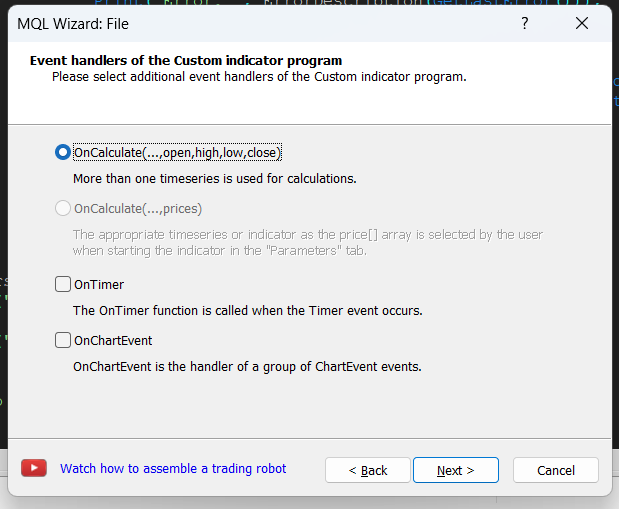 Print("Error: ", ErrorDescription(GetLastError()));
MQL Wizard: File
?
Event handlers of the Custom indicator program
Please select additional event handlers of the Custom indicator program.
OnCalculate(...,open,high,low,close)
More than one timeseries is used for calculations.
OnCalculate(...,prices)
The appropriate timeseries or indicator as the price[] array is selected by the user
when starting the indicator in the "Parameters" tab.
OnTimer
The OnTimer function is called when the Timer event occurs.
OnChartEvent
OnChartEvent is the handler of a group of ChartEvent events.
Watch how to assemble a trading robot
< Back
Next >
Cancel